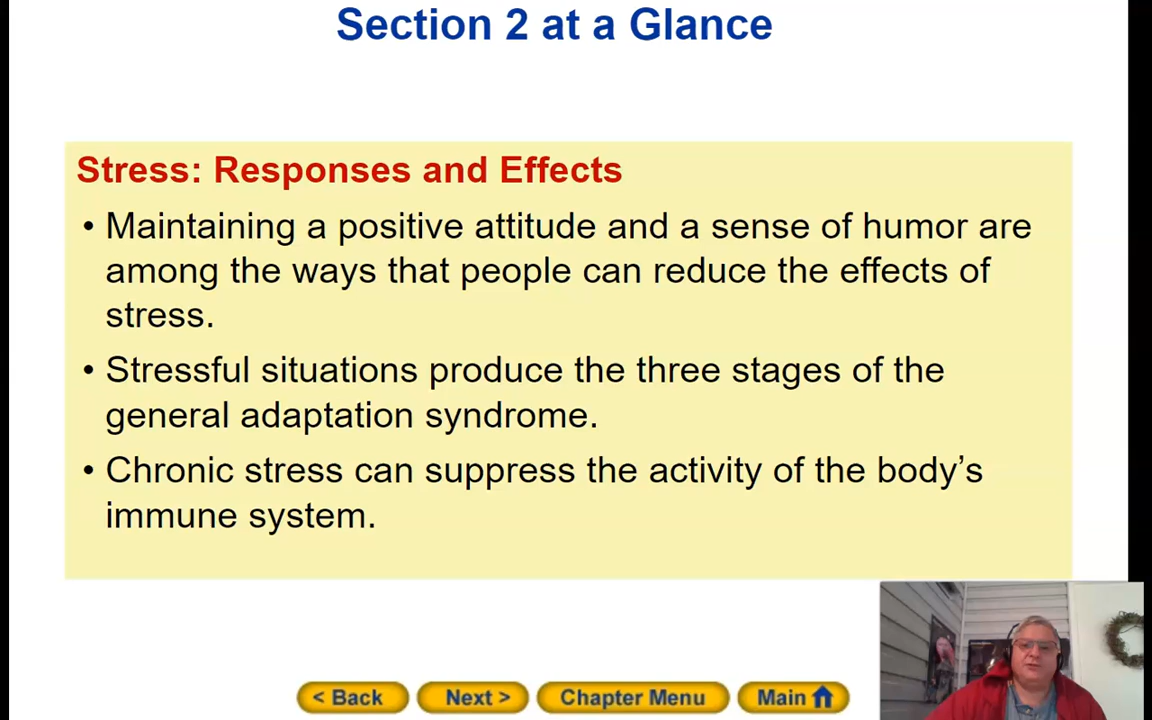 Section 2 at a Glance
Stress: Responses and Effects
• Maintaining a positive attitude and a sense of humor are
among the ways that people can reduce the effects of
stress.
• Stressful situations produce the three stages of the
general adaptation syndrome.
• Chronic stress can suppress the activity of the body’s
immune system.
< Back
Next >
Chapter Menu
Main